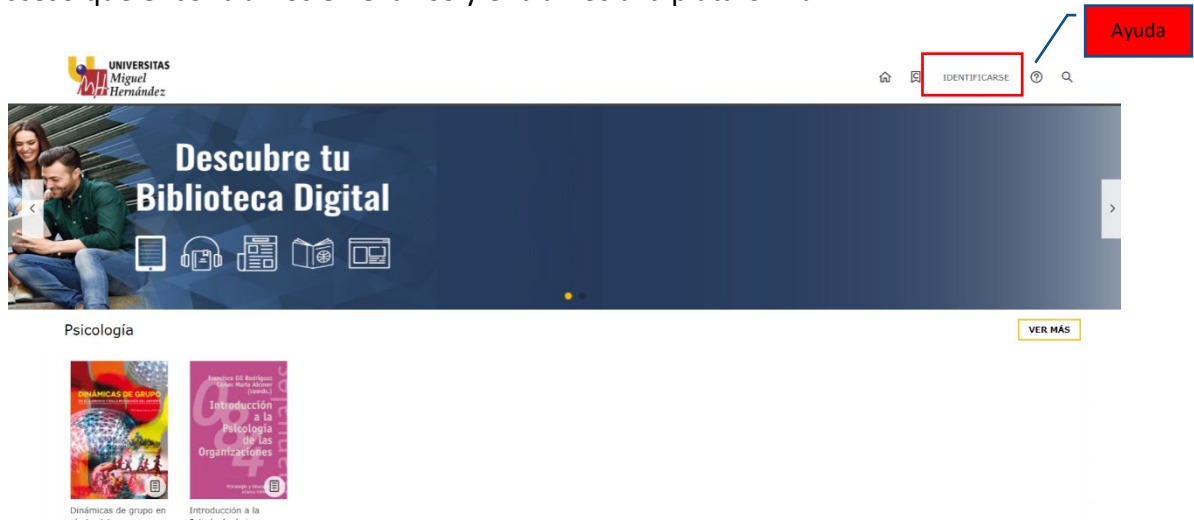 Ayuda
UNIVERSITAS
Miguel
Hernández
IDENTIFICARSE
Descubre tu
Biblioteca Digital
Psicología
VER MÁS
DINÁMICAS DE GRUPO
Francisco Gil Rodríguez
Carlos María Alcover
(coords.)
Introducción
a la
Psicología
de las
Organizaciones
manuales
Dinámicas de grupo en
Introducción a la